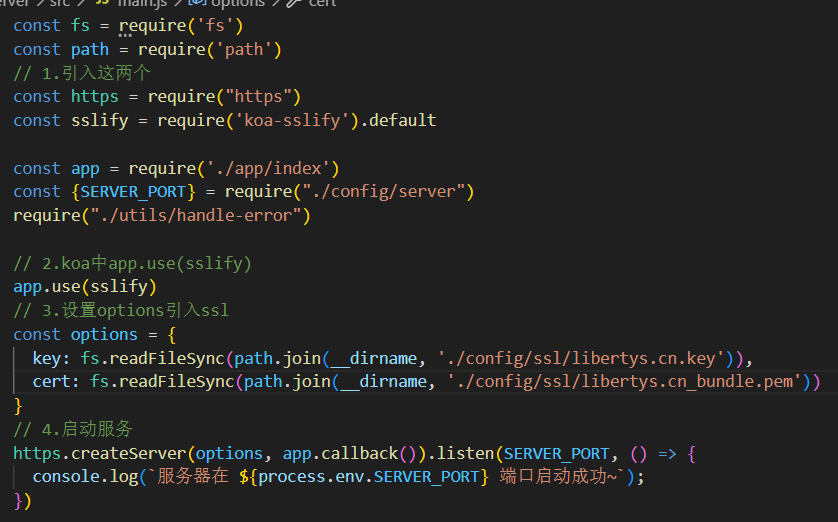 erver > src > JS main.js > options > cert
const fs = require('fs')
const path = require('path')
// 1.引入这两个
const https = require("https")
const sslify = require('koa-sslify').default
const app = require('./app/index')
const {SERVER_PORT} = require("./config/server")
require("./utils/handle-error")
// 2.koa中app.use(sslify)
app.use(sslify)
// 3.设置options引入ssl
const options = {
  key: fs.readFileSync(path.join(__dirname, './config/ssl/libertys.cn.key')),
  cert: fs.readFileSync(path.join(__dirname, './config/ssl/libertys.cn_bundle.pem'))
}
// 4.启动服务
https.createServer(options, app.callback()).listen(SERVER_PORT, () => {
  console.log(`服务器在 ${process.env.SERVER_PORT} 端口启动成功~`);
})